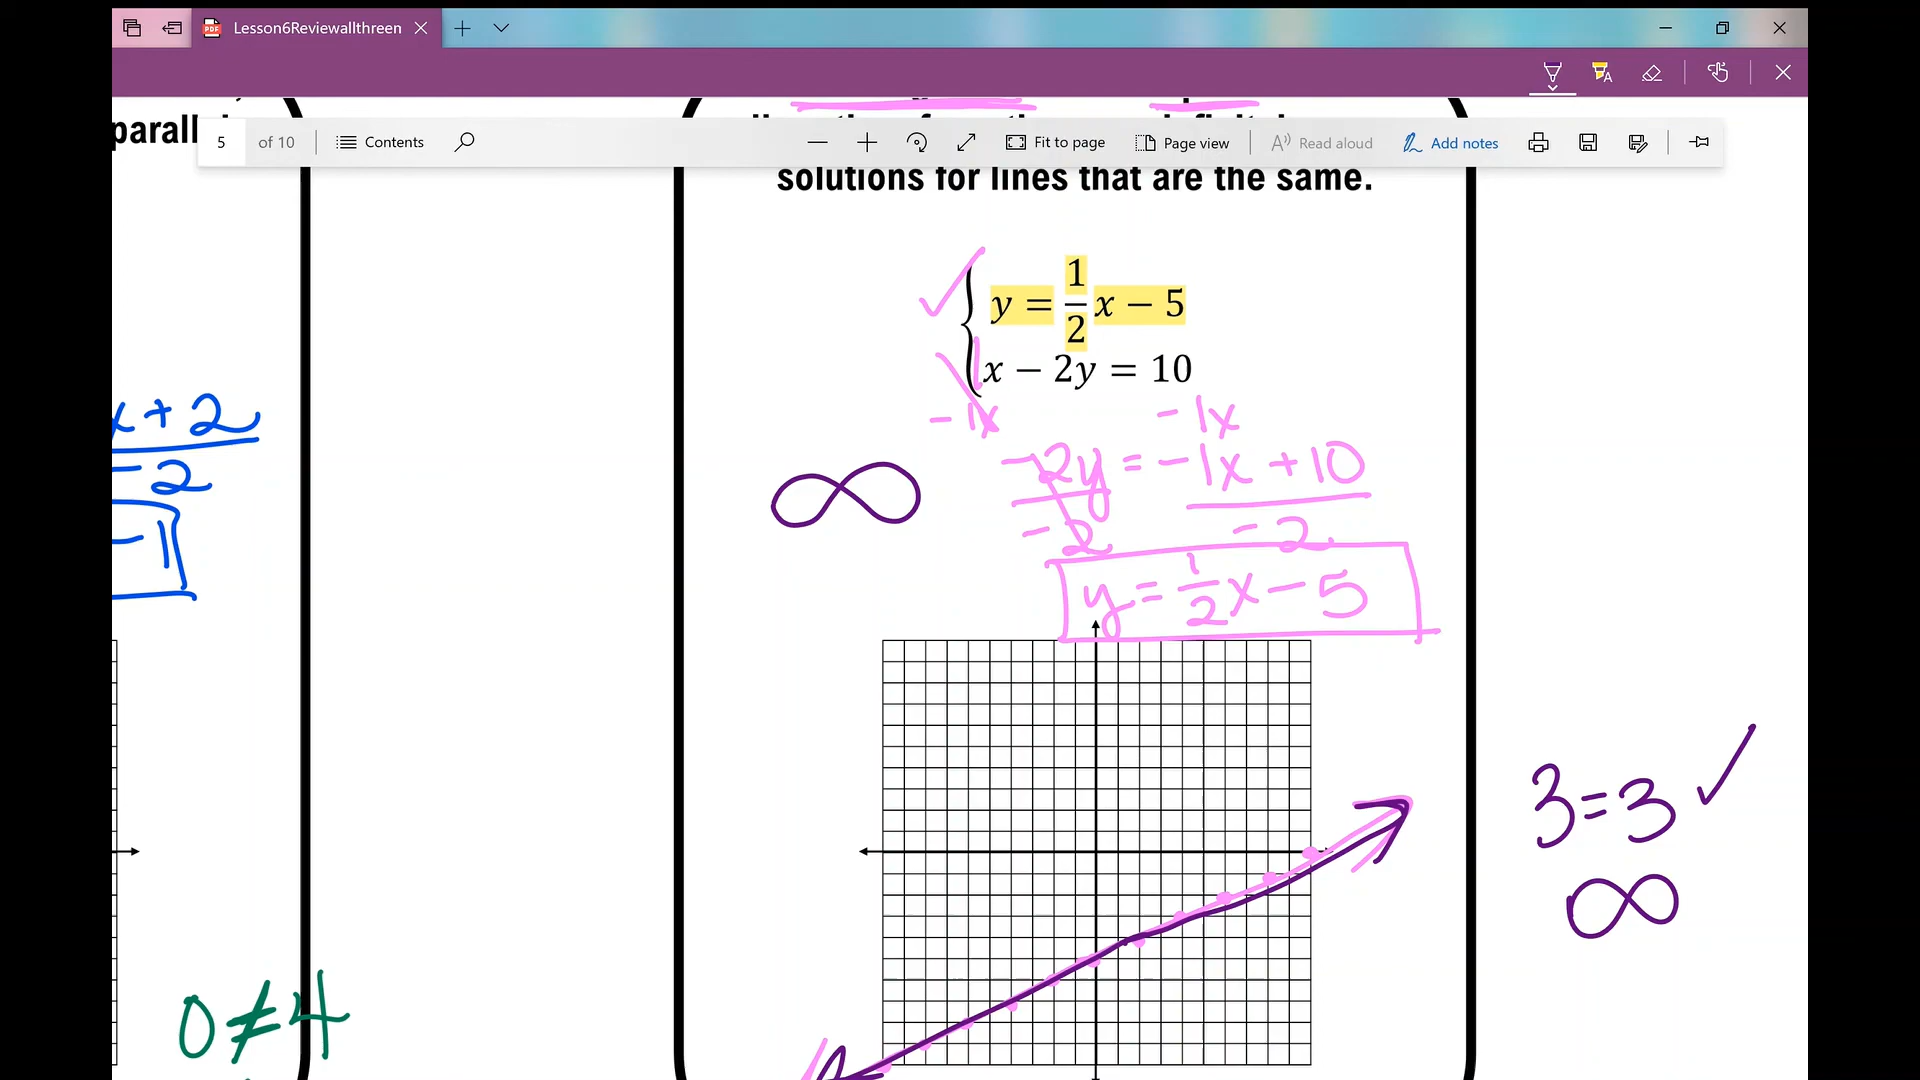 Lesson6Reviewallthreen
parall
5 of 10 Contents Fit to page Page view Read aloud Add notes
solutions for lines that are the same.
y = 1/2 x − 5
x − 2y = 10
-1x -1x
-2y = -1x + 10
-2 -2
y = 1/2 x - 5
∞
x + 2
= 2
-1
3 = 3 ✓
∞
0 ≠ 4